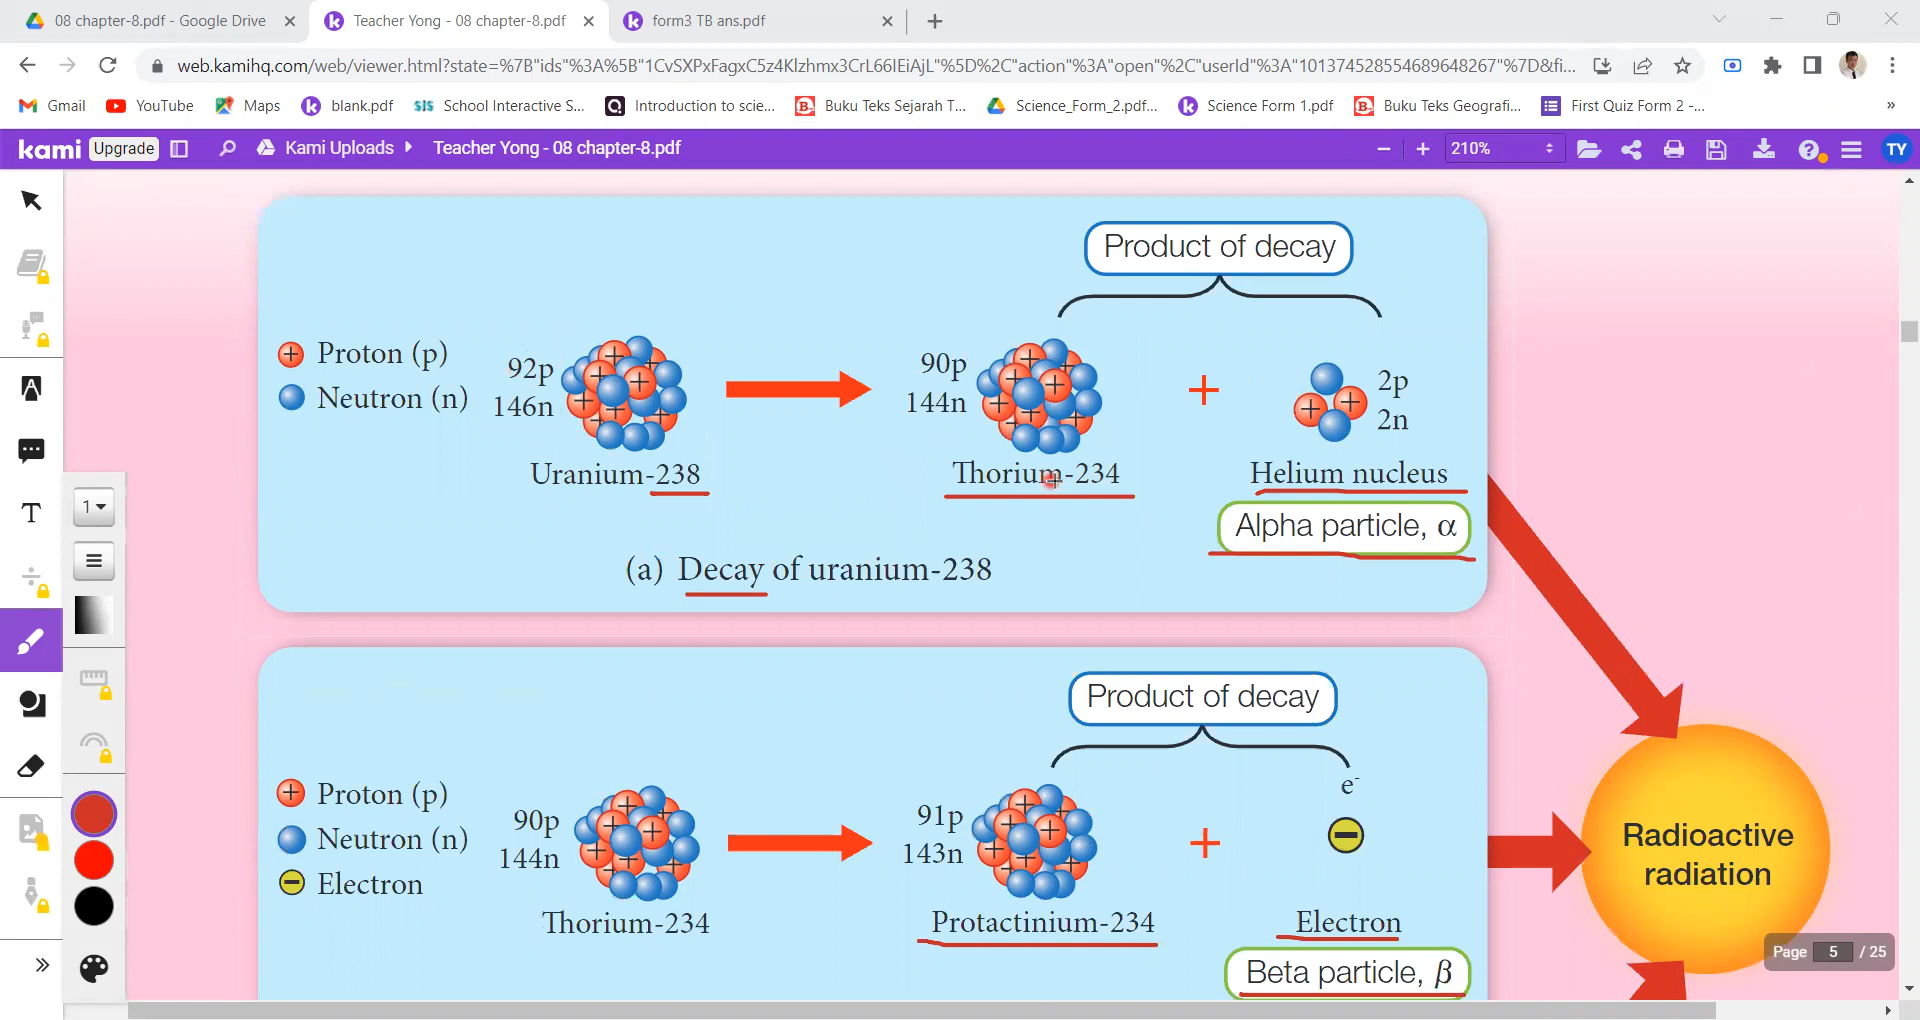 08 chapter-8.pdf - Google Drive
Teacher Yong - 08 chapter-8.pdf
form3 TB ans.pdf
web.kamihq.com/web/viewer.html?state=%7B"ids"%3A%5B"1CvSXPxFagxC5z4Klzhmx3CrL66IEiAjL"%5D%2C"action"%3A"open"%2C"userId"%3A"101374528554689648267"%7D&fi...
Gmail
YouTube
Maps
blank.pdf
SIS School Interactive S...
Introduction to scie...
Buku Teks Sejarah T...
Science_Form_2.pdf...
Science Form 1.pdf
Buku Teks Geografi...
First Quiz Form 2 -...
»
kami Upgrade
Kami Uploads
Teacher Yong - 08 chapter-8.pdf
210%
TY
Product of decay
+ Proton (p)
Neutron (n)
92p
146n
Uranium-238
90p
144n
Thorium-234
+
2p
2n
Helium nucleus
Alpha particle, α
(a) Decay of uranium-238
Product of decay
+ Proton (p)
Neutron (n)
− Electron
90p
144n
Thorium-234
91p
143n
Protactinium-234
+
e-
−
Electron
Beta particle, β
Radioactive
radiation
Page 5 / 25
1
T